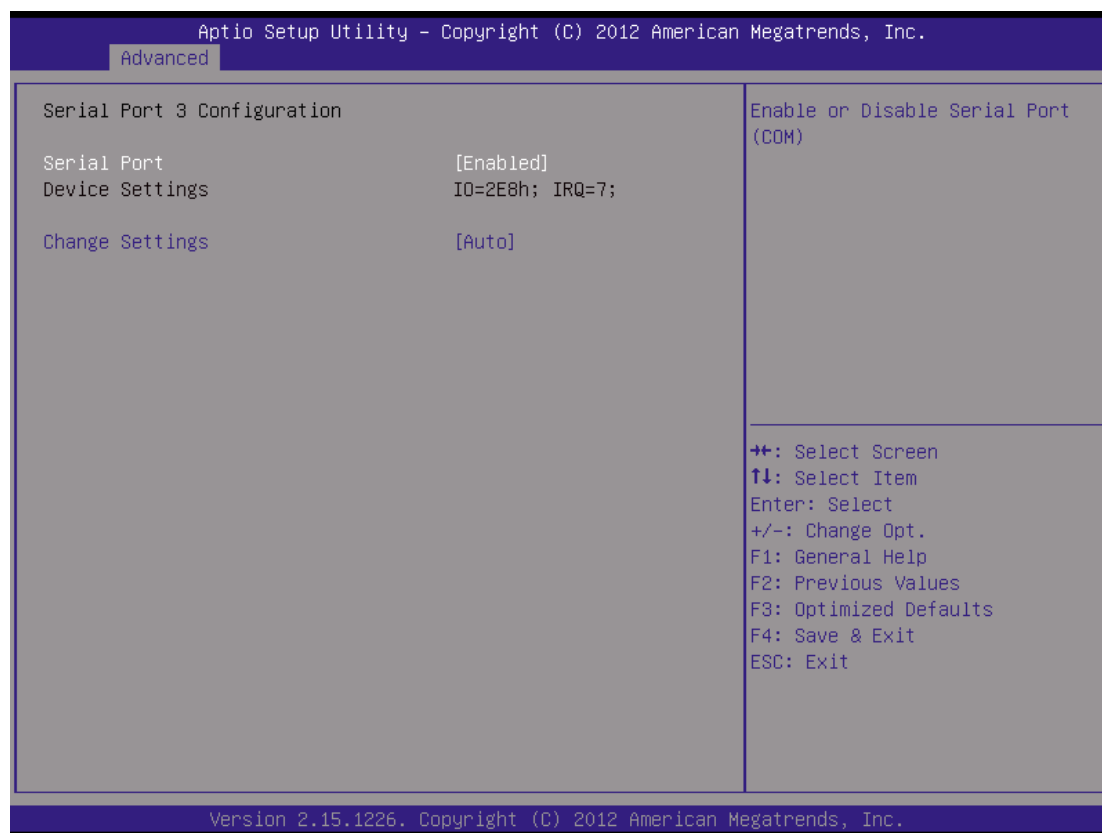 Aptio Setup Utility – Copyright (C) 2012 American Megatrends, Inc.
Advanced
Serial Port 3 Configuration
Serial Port [Enabled]
Device Settings IO=2E8h; IRQ=7;
Change Settings [Auto]
Enable or Disable Serial Port
(COM)
→←: Select Screen
↑↓: Select Item
Enter: Select
+/-: Change Opt.
F1: General Help
F2: Previous Values
F3: Optimized Defaults
F4: Save & Exit
ESC: Exit
Version 2.15.1226. Copyright (C) 2012 American Megatrends, Inc.